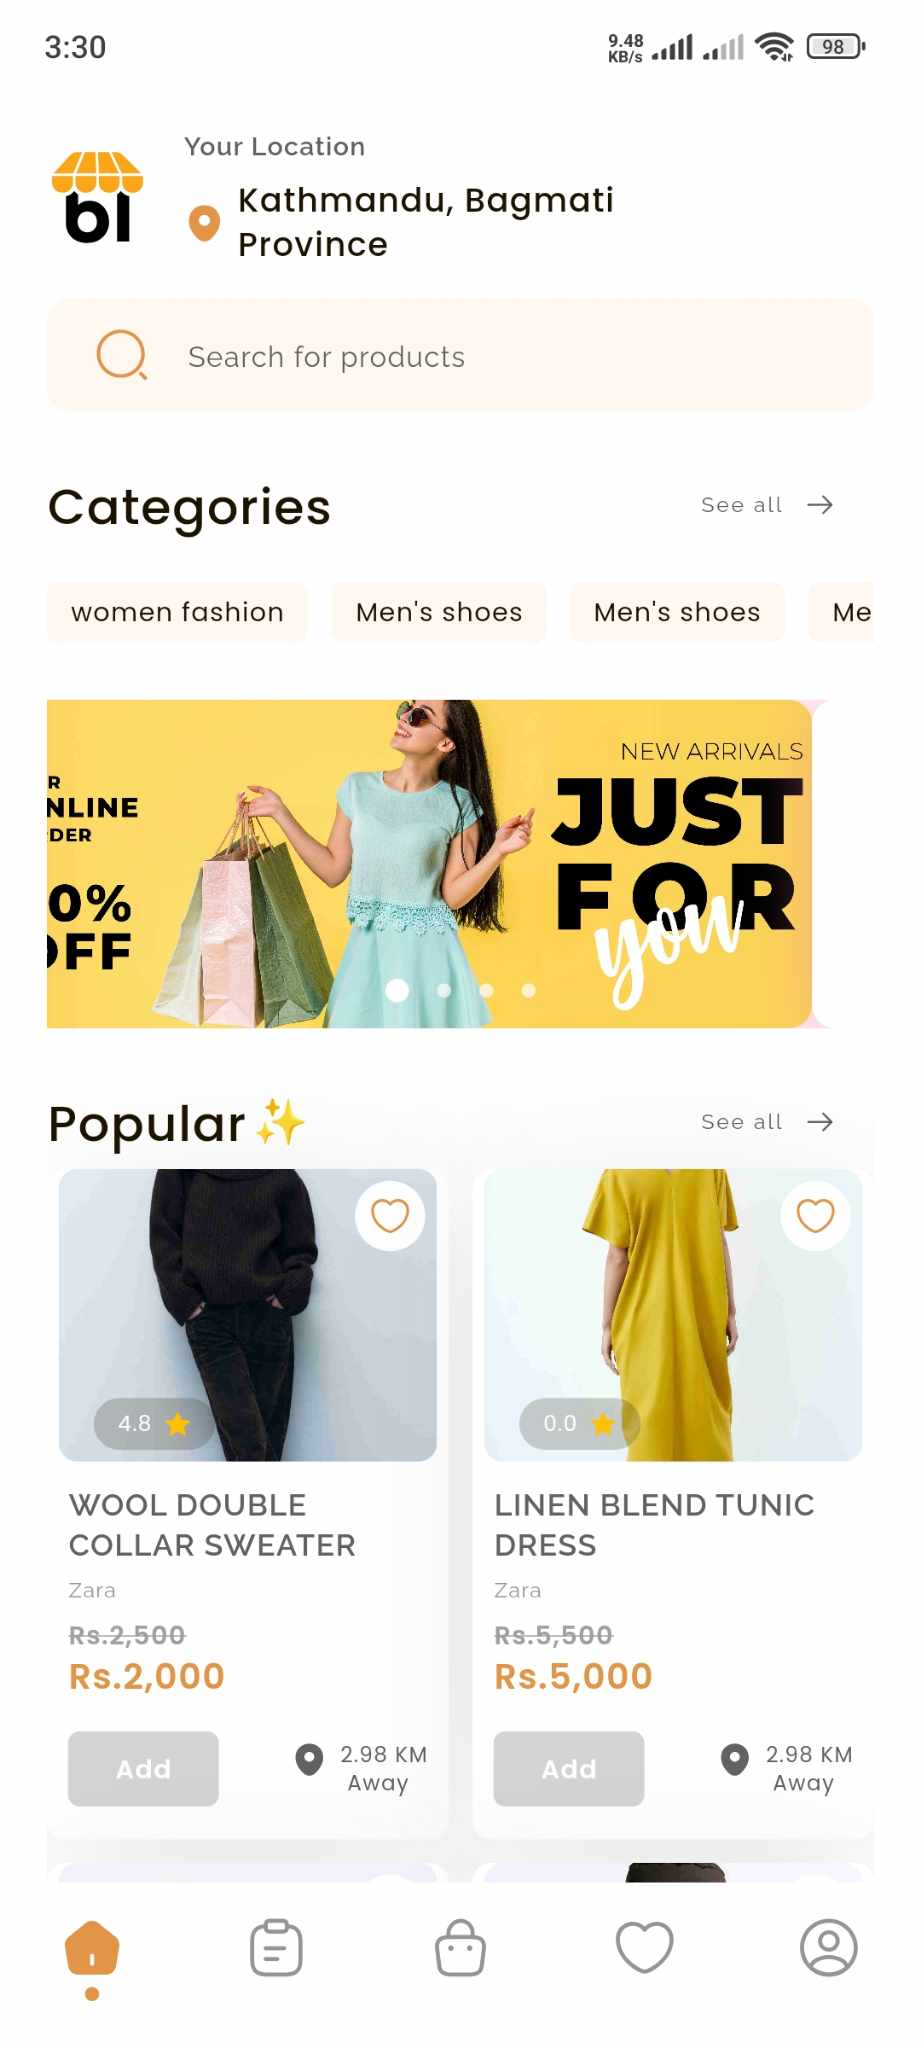 3:30
9.48
KB/s
98
bl
Your Location
Kathmandu, Bagmati
Province
Search for products
Categories
See all
women fashion
Men's shoes
Men's shoes
Me
R
NLINE
DER
0%
OFF
NEW ARRIVALS
JUST
FOR
you
Popular ✨
See all
4.8
0.0
WOOL DOUBLE
COLLAR SWEATER
Zara
Rs.2,500
Rs.2,000
Add
2.98 KM
Away
LINEN BLEND TUNIC
DRESS
Zara
Rs.5,500
Rs.5,000
Add
2.98 KM
Away